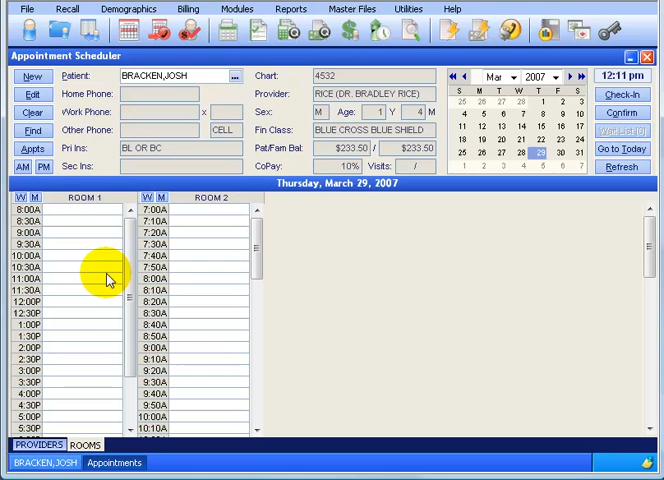 File Recall Demographics Billing Modules Reports Master Files Utilities Help
Appointment Scheduler
New Patient: BRACKEN,JOSH ... Chart: 4532 Mar 2007 12:11 pm
Edit Home Phone: Provider: RICE (DR. BRADLEY RICE) S M T W T F S Check-In
25 26 27 28 1 2 3
Clear Work Phone: x Sex: M Age: 1 Y 4 M 4 5 6 7 8 9 10 Confirm
Find Other Phone: CELL Fin Class: BLUE CROSS BLUE SHIELD 11 12 13 14 15 16 17 Wait List [0]
18 19 20 21 22 23 24
Appts Pri Ins: BL OR BC Pat/Fam Bal: $233.50 / $233.50 25 26 27 28 29 30 31 Go to Today
AM PM Sec Ins: CoPay: 10% Visits: / 1 2 3 4 5 6 7 Refresh
Thursday, March 29, 2007
W M ROOM 1 W M ROOM 2
8:00A 7:00A
8:30A 7:10A
9:00A 7:20A
9:30A 7:30A
10:00A 7:40A
10:30A 7:50A
11:00A 8:00A
11:30A 8:10A
12:00P 8:20A
12:30P 8:30A
1:00P 8:40A
1:30P 8:50A
2:00P 9:00A
2:30P 9:10A
3:00P 9:20A
3:30P 9:30A
4:00P 9:40A
4:30P 9:50A
5:00P 10:00A
5:30P 10:10A
PROVIDERS ROOMS
BRACKEN,JOSH Appointments